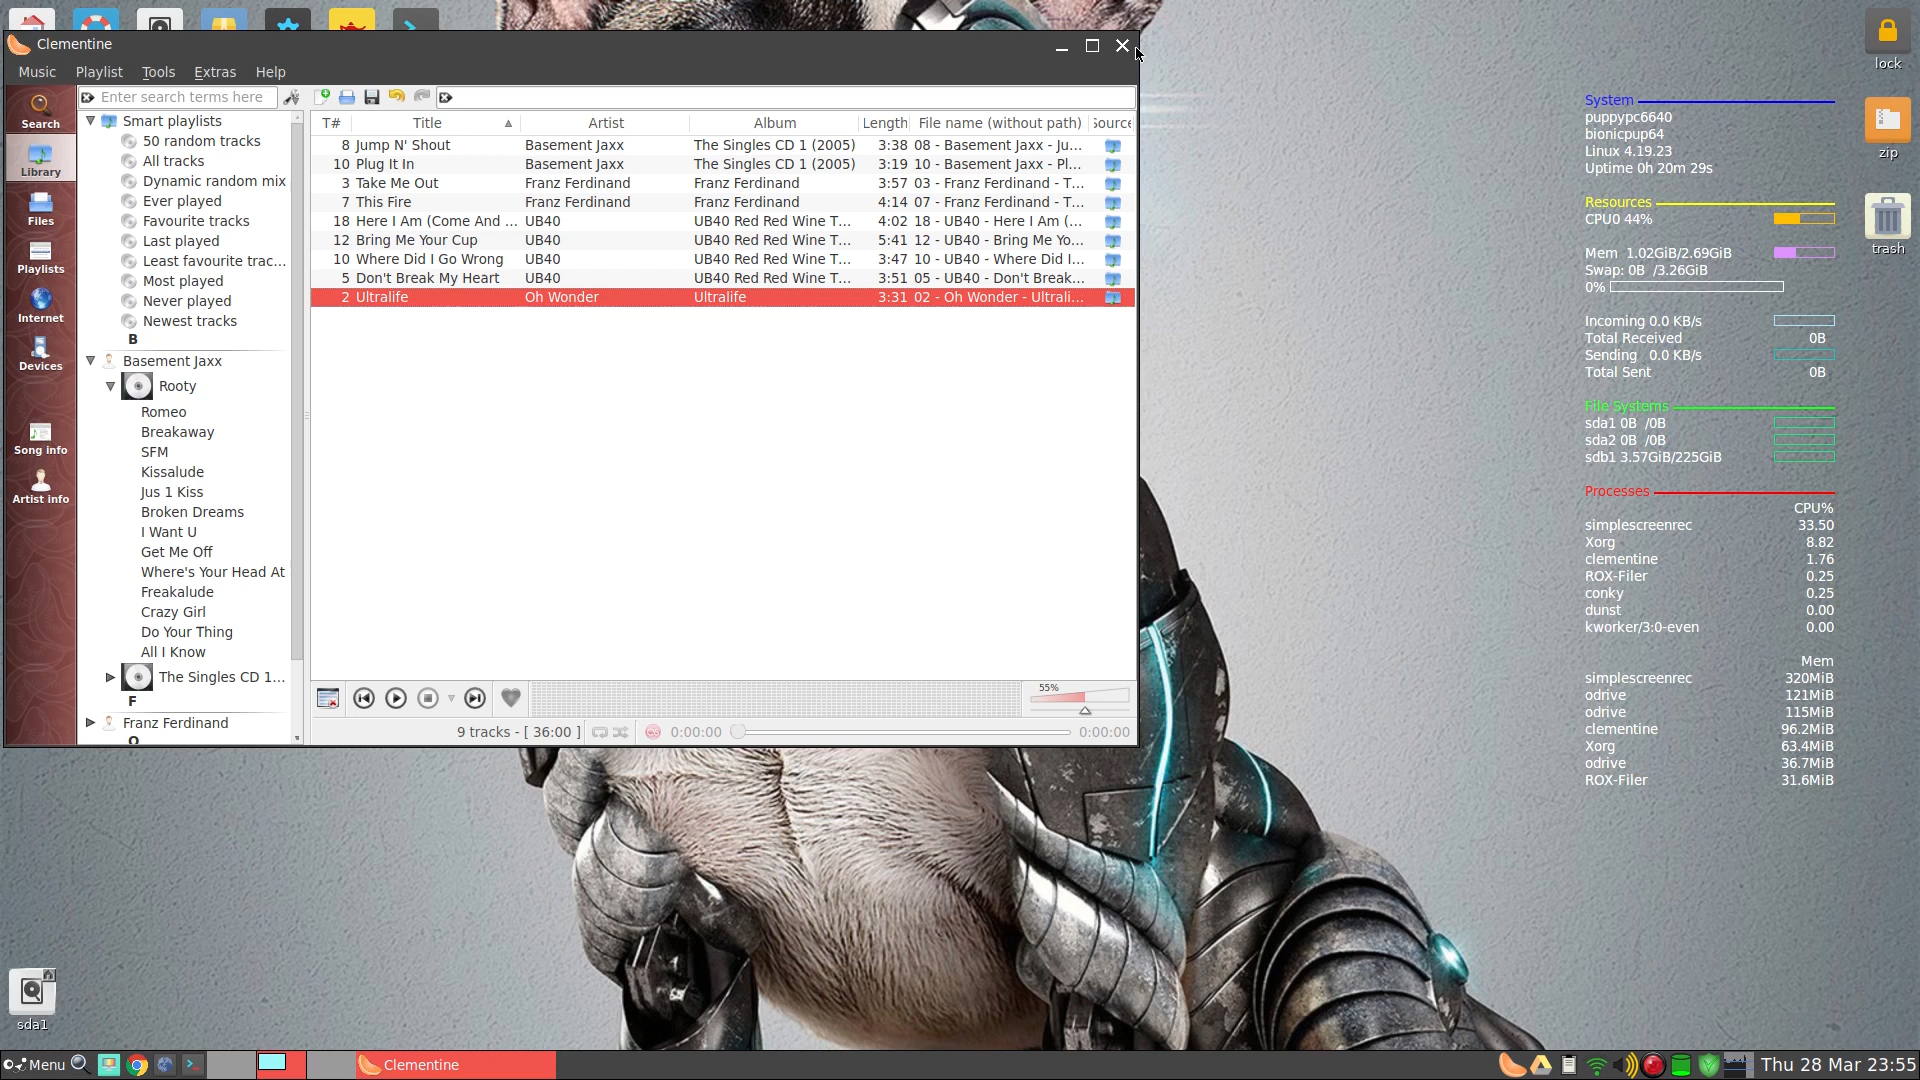 Clementine
Music Playlist Tools Extras Help
Search
Library
Files
Playlists
Internet
Devices
Song info
Artist info
Enter search terms here
Smart playlists
50 random tracks
All tracks
Dynamic random mix
Ever played
Favourite tracks
Last played
Least favourite trac...
Most played
Never played
Newest tracks
B
Basement Jaxx
Rooty
Romeo
Breakaway
SFM
Kissalude
Jus 1 Kiss
Broken Dreams
I Want U
Get Me Off
Where's Your Head At
Freakalude
Crazy Girl
Do Your Thing
All I Know
The Singles CD 1...
F
Franz Ferdinand
O
T# Title Artist Album Length File name (without path) Source
8 Jump N' Shout Basement Jaxx The Singles CD 1 (2005) 3:38 08 - Basement Jaxx - Ju...
10 Plug It In Basement Jaxx The Singles CD 1 (2005) 3:19 10 - Basement Jaxx - Pl...
3 Take Me Out Franz Ferdinand Franz Ferdinand 3:57 03 - Franz Ferdinand - T...
7 This Fire Franz Ferdinand Franz Ferdinand 4:14 07 - Franz Ferdinand - T...
18 Here I Am (Come And ... UB40 UB40 Red Red Wine T... 4:02 18 - UB40 - Here I Am (...
12 Bring Me Your Cup UB40 UB40 Red Red Wine T... 5:41 12 - UB40 - Bring Me Yo...
10 Where Did I Go Wrong UB40 UB40 Red Red Wine T... 3:47 10 - UB40 - Where Did I...
5 Don't Break My Heart UB40 UB40 Red Red Wine T... 3:51 05 - UB40 - Don't Break...
2 Ultralife Oh Wonder Ultralife 3:31 02 - Oh Wonder - Ultrali...
55%
9 tracks - [ 36:00 ] 0:00:00 0:00:00
System
puppypc6640
bionicpup64
Linux 4.19.23
Uptime 0h 20m 29s
Resources
CPU0 44%
Mem 1.02GiB/2.69GiB
Swap: 0B /3.26GiB
0%
Incoming 0.0 KB/s
Total Received 0B
Sending 0.0 KB/s
Total Sent 0B
File Systems
sda1 0B /0B
sda2 0B /0B
sdb1 3.57GiB/225GiB
Processes
CPU%
simplescreenrec 33.50
Xorg 8.82
clementine 1.76
ROX-Filer 0.25
conky 0.25
dunst 0.00
kworker/3:0-even 0.00
Mem
simplescreenrec 320MiB
odrive 121MiB
odrive 115MiB
clementine 96.2MiB
Xorg 63.4MiB
odrive 36.7MiB
ROX-Filer 31.6MiB
lock
zip
trash
sda1
Menu Clementine Thu 28 Mar 23:55